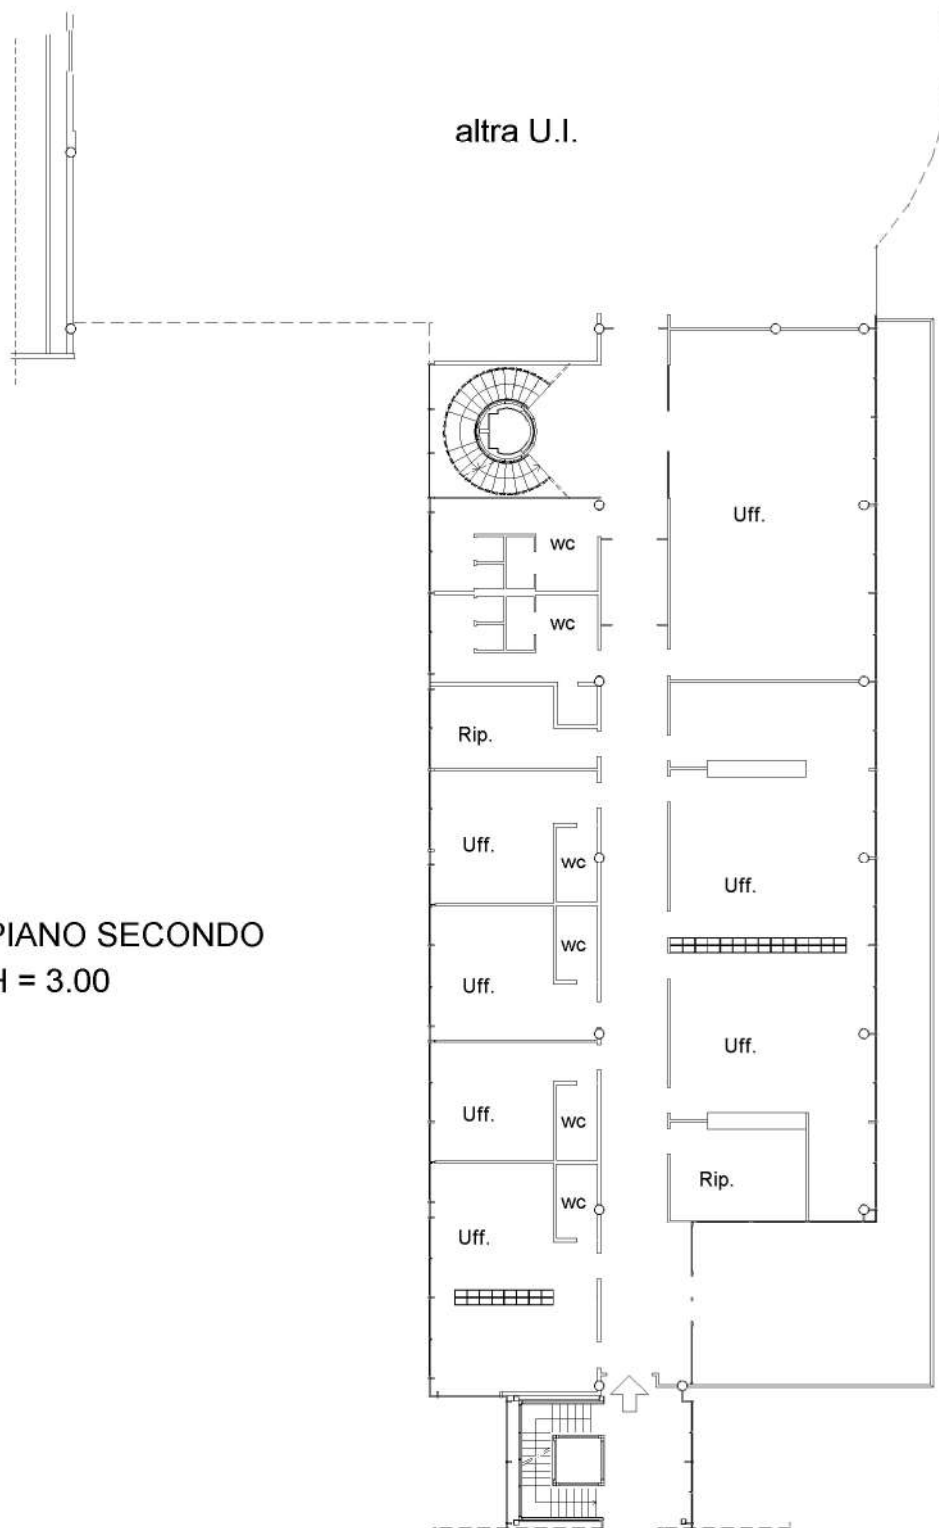 altra U.I.
Uff.
wc
wc
Rip.
Uff.
wc
Uff.
PIANO SECONDO
wc
H = 3.00
Uff.
Uff.
Uff.
wc
Rip.
wc
Uff.